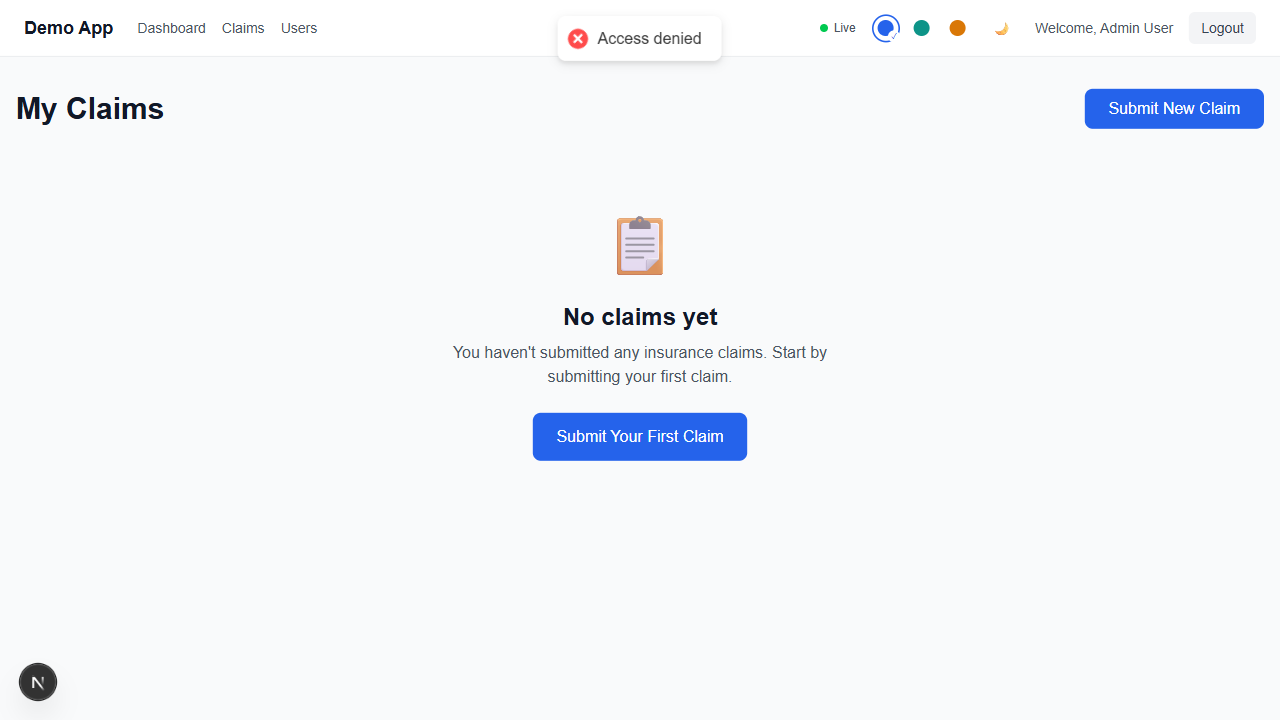 Demo App
Dashboard
Claims
Users
Access denied
Live
Welcome, Admin User
Logout
My Claims
Submit New Claim
No claims yet
You haven't submitted any insurance claims. Start by
submitting your first claim.
Submit Your First Claim
N